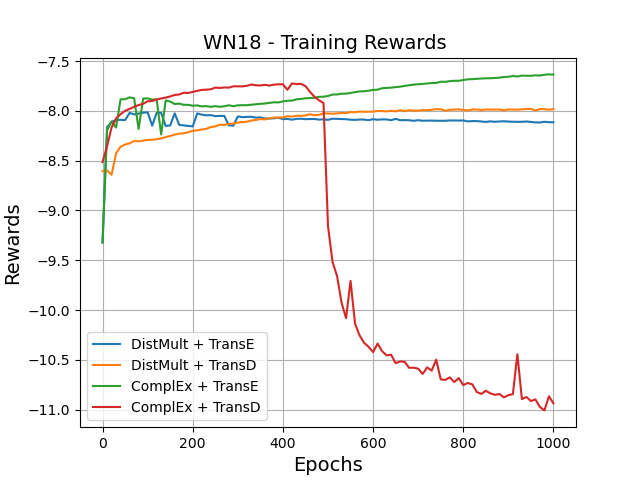 WN18 - Training Rewards
Rewards
−7.5
−8.0
−8.5
−9.0
−9.5
−10.0
−10.5
−11.0
DistMult + TransE
DistMult + TransD
ComplEx + TransE
ComplEx + TransD
0 200 400 600 800 1000
Epochs